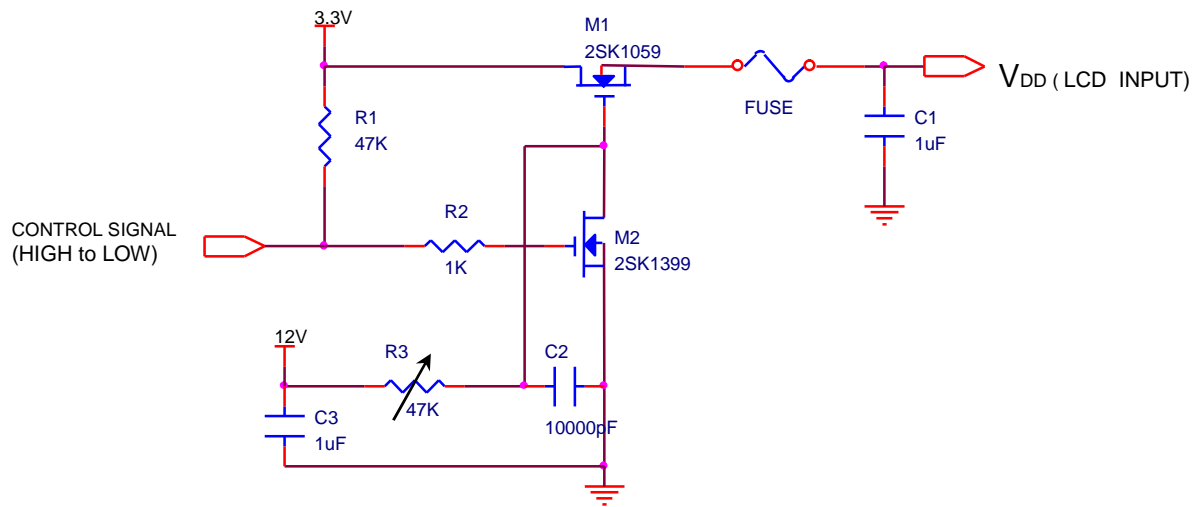 3.3V
M1
2SK1059
R1
47K
FUSE
VDD ( LCD INPUT)
C1
1uF
CONTROL SIGNAL
(HIGH to LOW)
R2
1K
M2
2SK1399
12V
R3
47K
C2
10000pF
C3
1uF